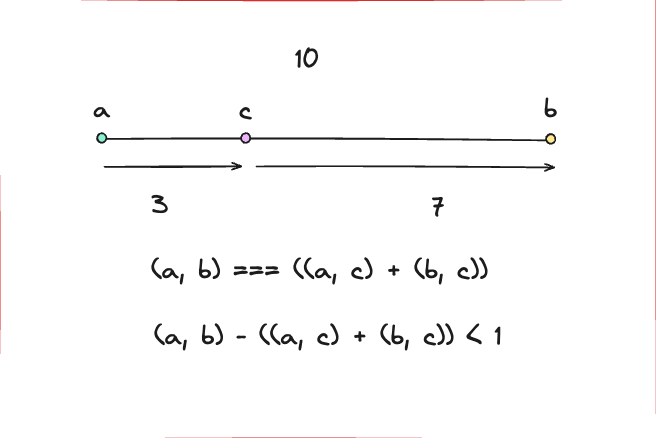 10
a c b
3 7
(a, b) === ((a, c) + (b, c))
(a, b) - ((a, c) + (b, c)) < 1